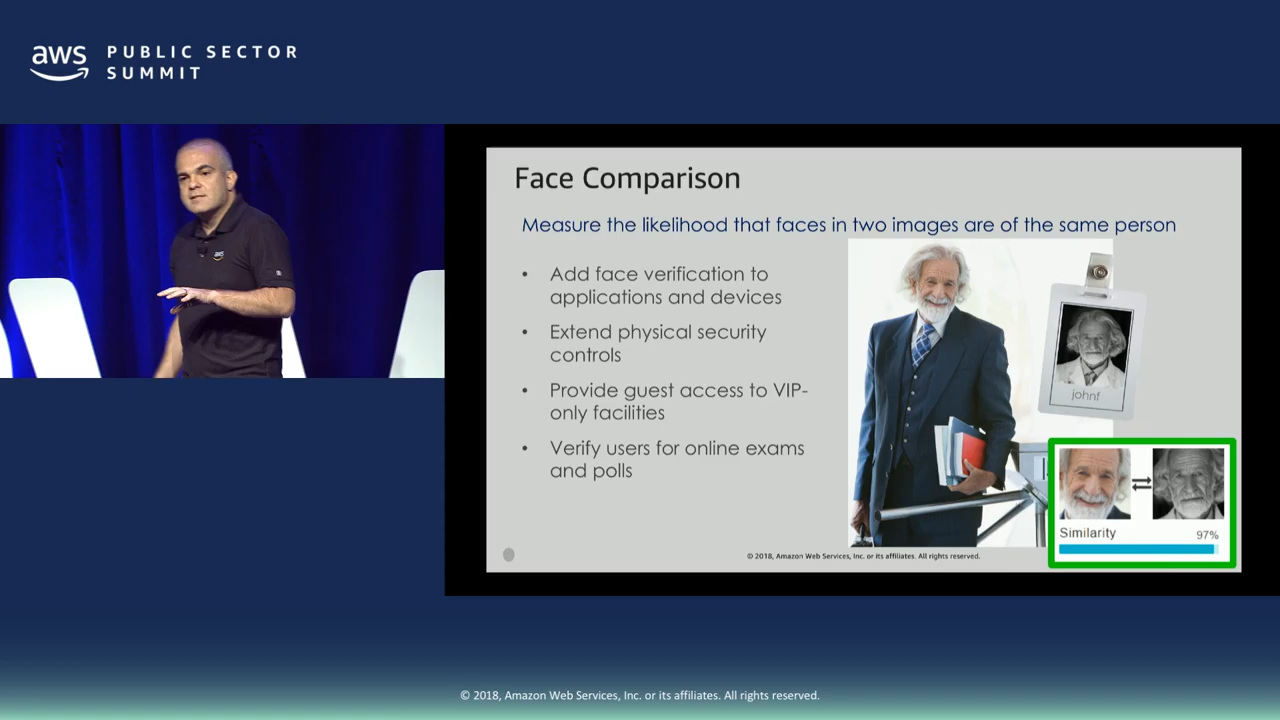 aws
PUBLIC SECTOR
SUMMIT
aws
Face Comparison
Measure the likelihood that faces in two images are of the same person
• Add face verification to
applications and devices
• Extend physical security
controls
• Provide guest access to VIP-
only facilities
• Verify users for online exams
and polls
johnf
Similarity
97%
© 2018, Amazon Web Services, Inc. or its affiliates. All rights reserved.
© 2018, Amazon Web Services, Inc. or its affiliates. All rights reserved.